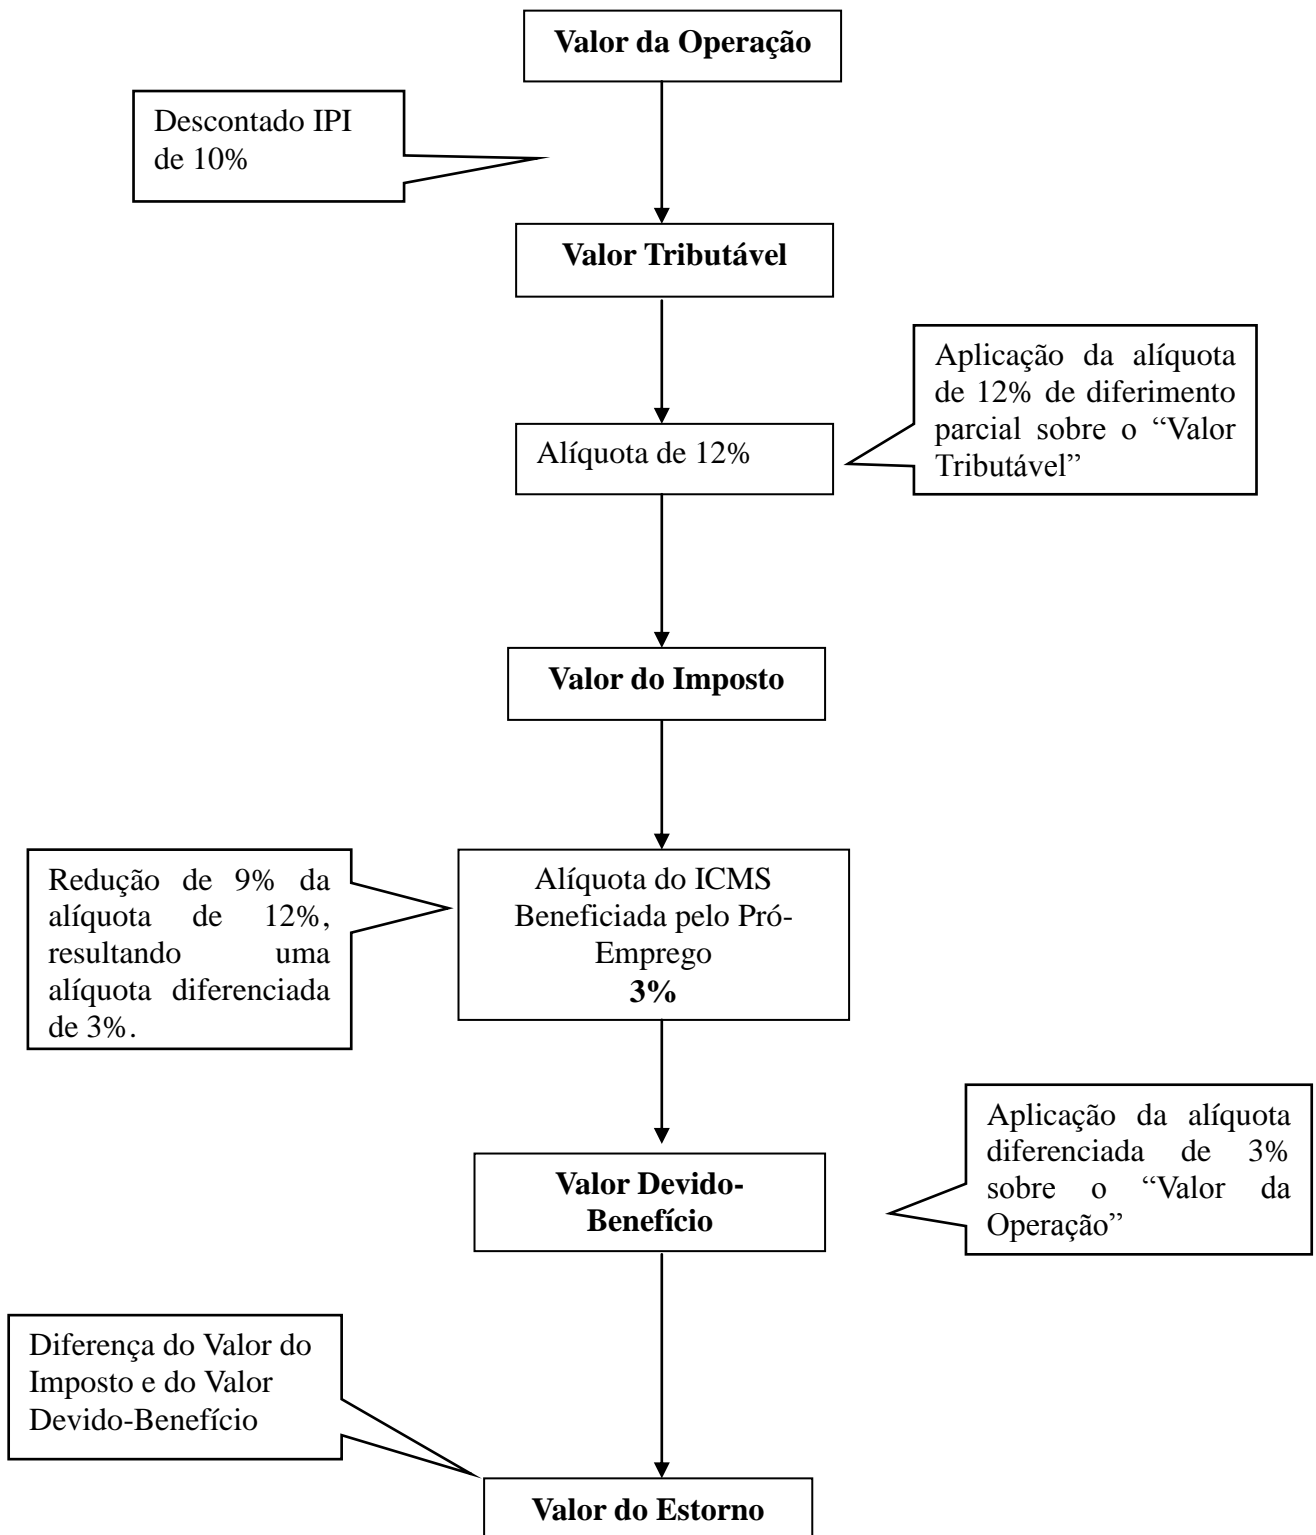 Valor da Operação
Descontado IPI
de 10%
Valor Tributável
Aplicação da alíquota
de 12% de diferimento
parcial sobre o “Valor
Tributável”
Alíquota de 12%
Valor do Imposto
Redução de 9% da
alíquota de 12%,
resultando uma
alíquota diferenciada
de 3%.
Alíquota do ICMS
Beneficiada pelo Pró-
Emprego
3%
Aplicação da alíquota
diferenciada de 3%
sobre o “Valor da
Operação”
Valor Devido-
Benefício
Diferença do Valor do
Imposto e do Valor
Devido-Benefício
Valor do Estorno